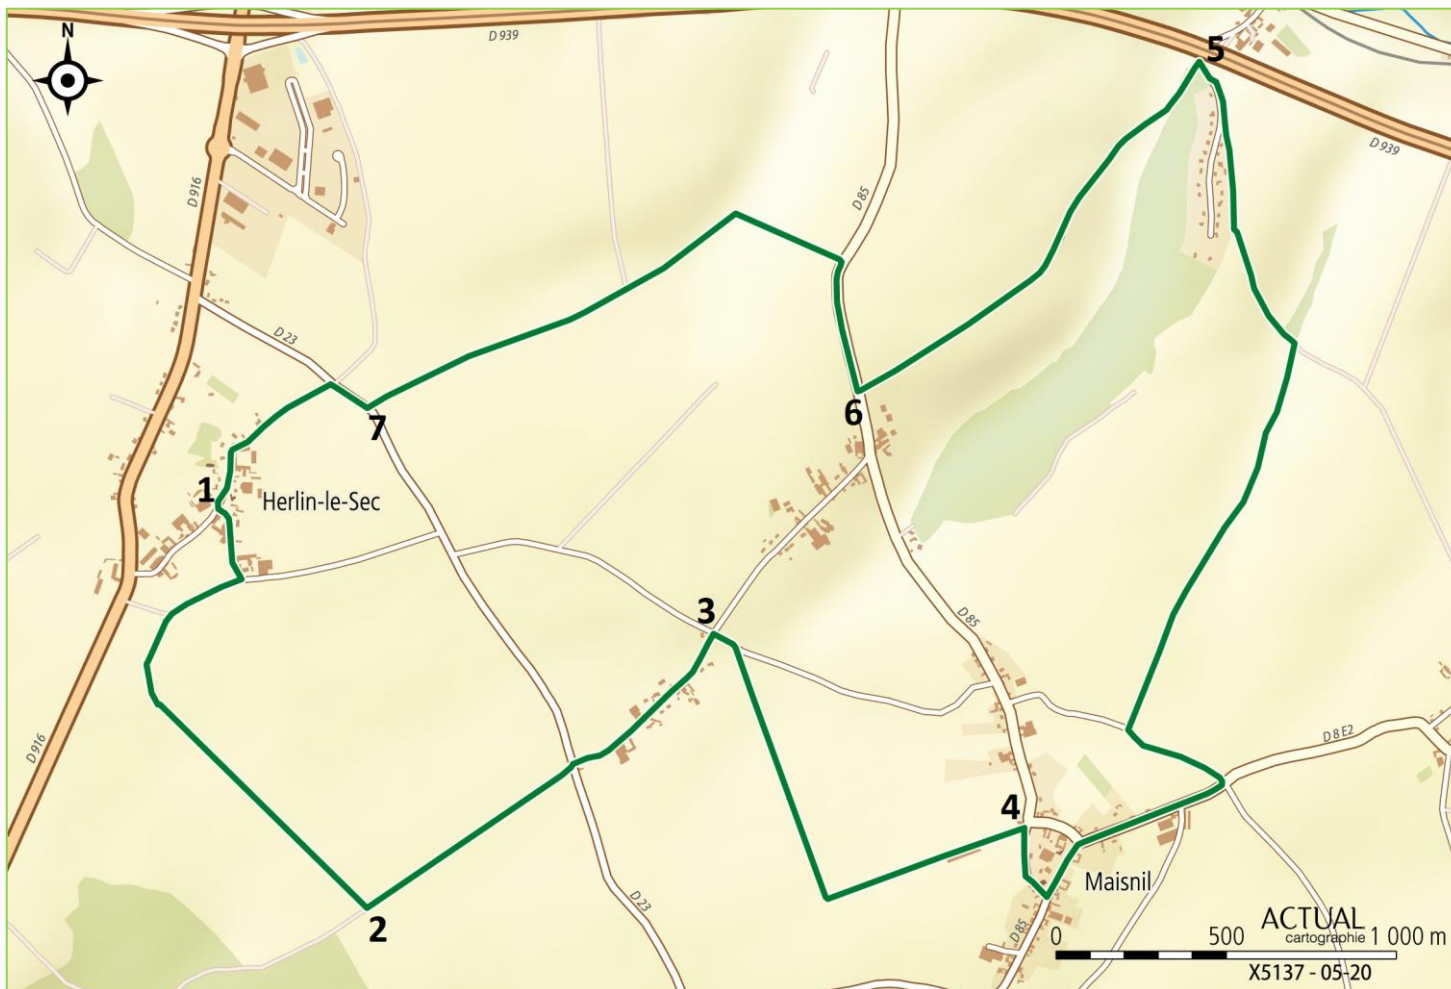 N
D 939
5
D 939
D 916
D 85
D 23
6
7
1
Herlin-le-Sec
3
D 85
D 916
D 8 E2
4
Maisnil
2
D 23
D 85
ACTUAL
cartographie
0 500 1 000 m
X5137 - 05-20